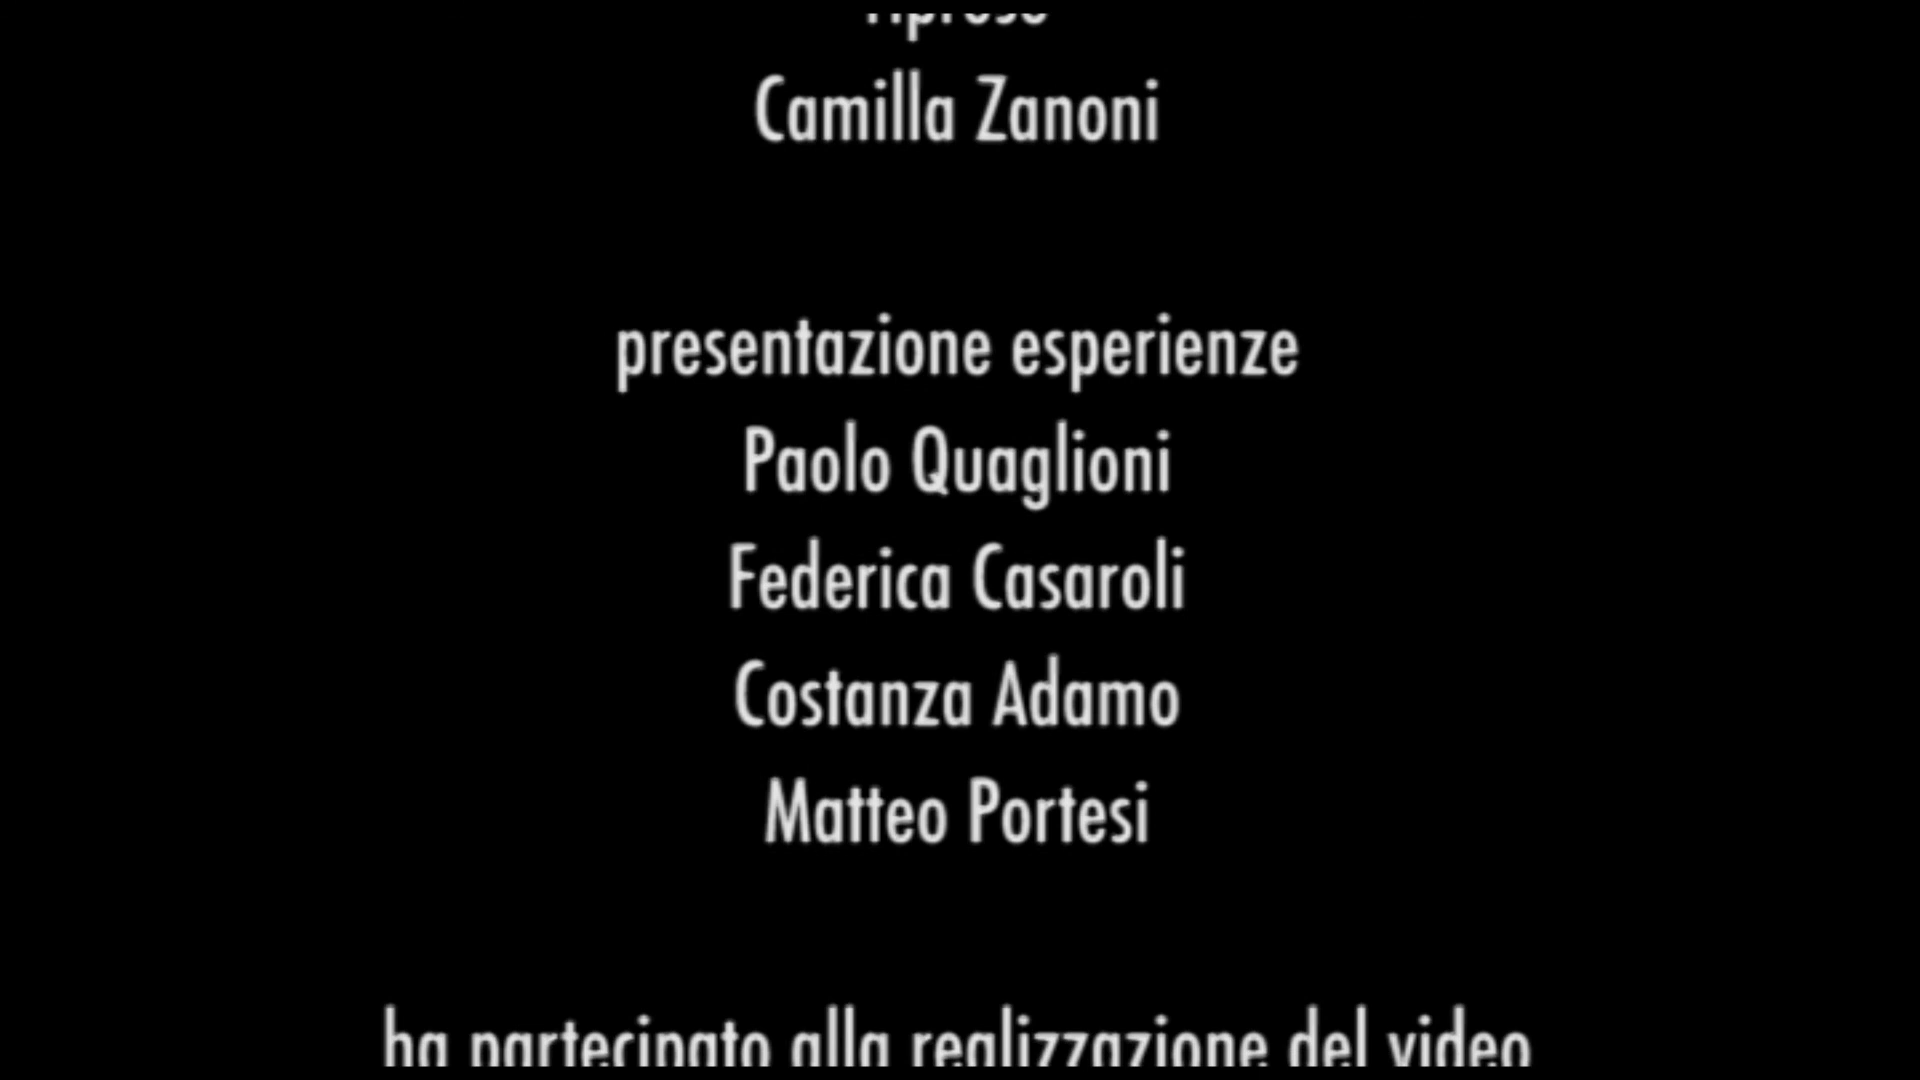 Camilla Zanoni
presentazione esperienze
Paolo Quaglioni
Federica Casaroli
Costanza Adamo
Matteo Portesi
ha partecipato alla realizzazione del video